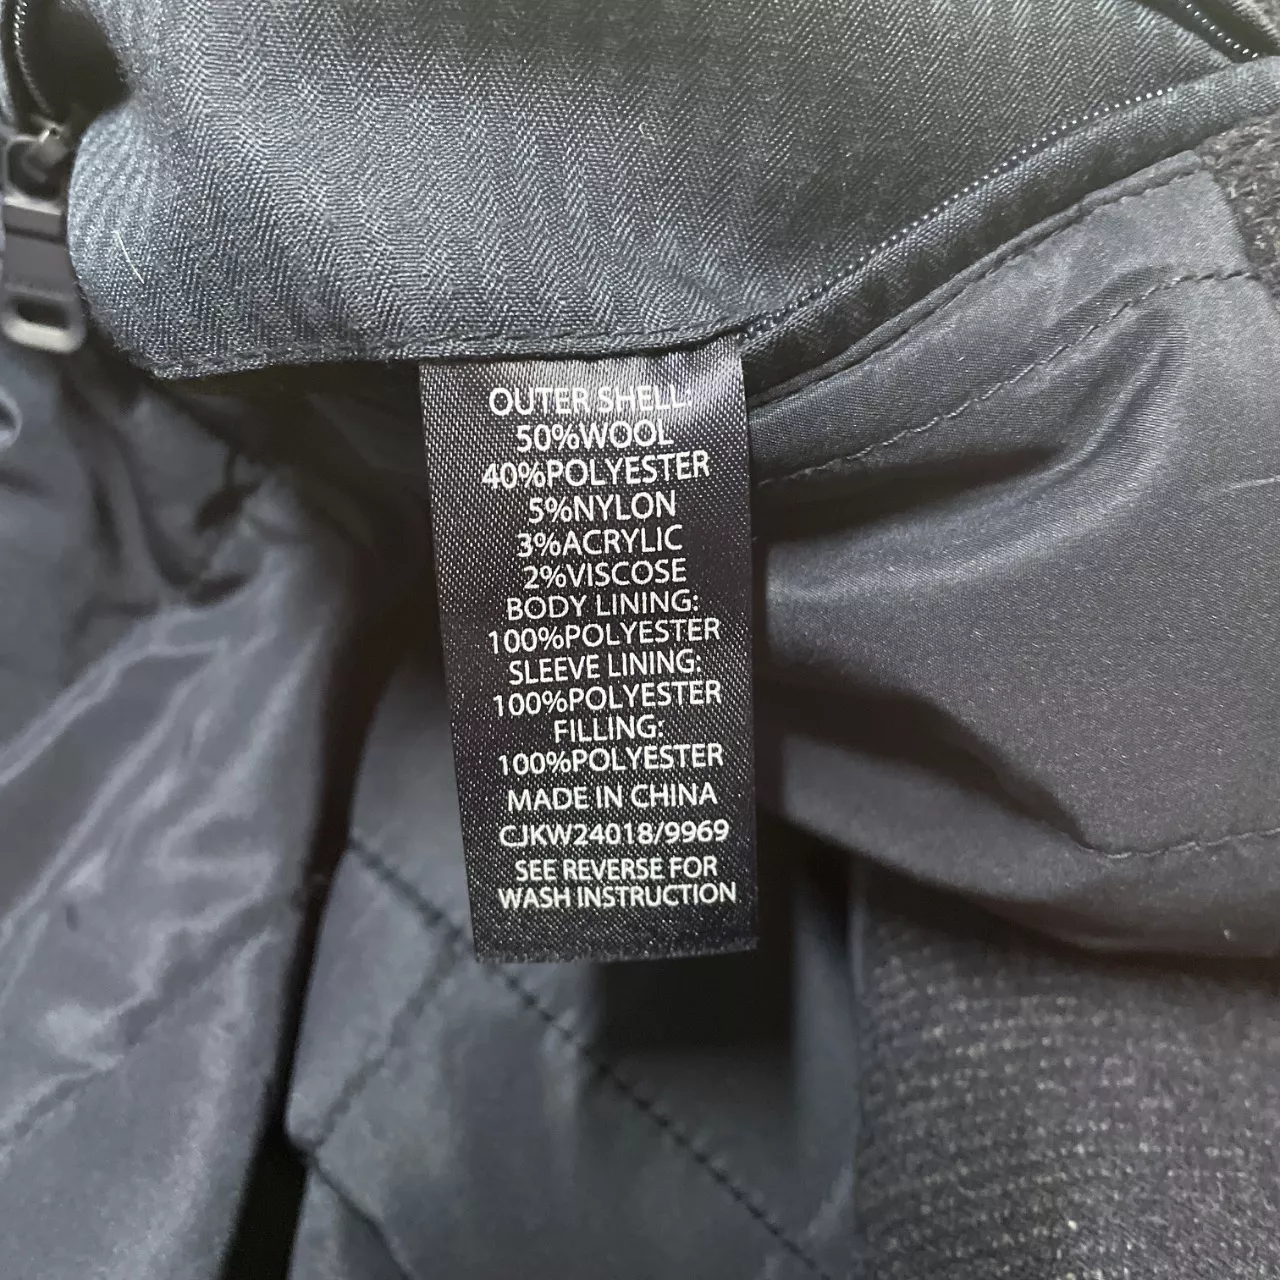 OUTER SHELL:
50%WOOL
40%POLYESTER
5%NYLON
3%ACRYLIC
2%VISCOSE
BODY LINING:
100%POLYESTER
SLEEVE LINING:
100%POLYESTER
FILLING:
100%POLYESTER
MADE IN CHINA
CJKW24018/9969
SEE REVERSE FOR
WASH INSTRUCTION